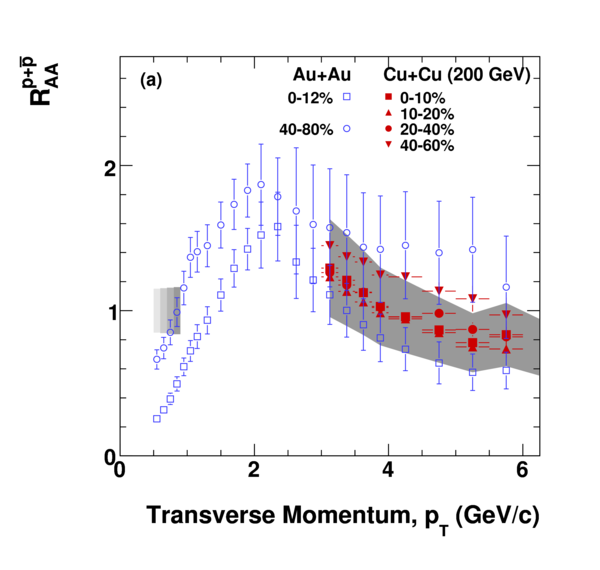 R_AA^p+p̅
(a)
Au+Au Cu+Cu (200 GeV)
0-12% 0-10%
10-20%
40-80% 20-40%
40-60%
2
1
0
0 2 4 6
Transverse Momentum, p_T (GeV/c)